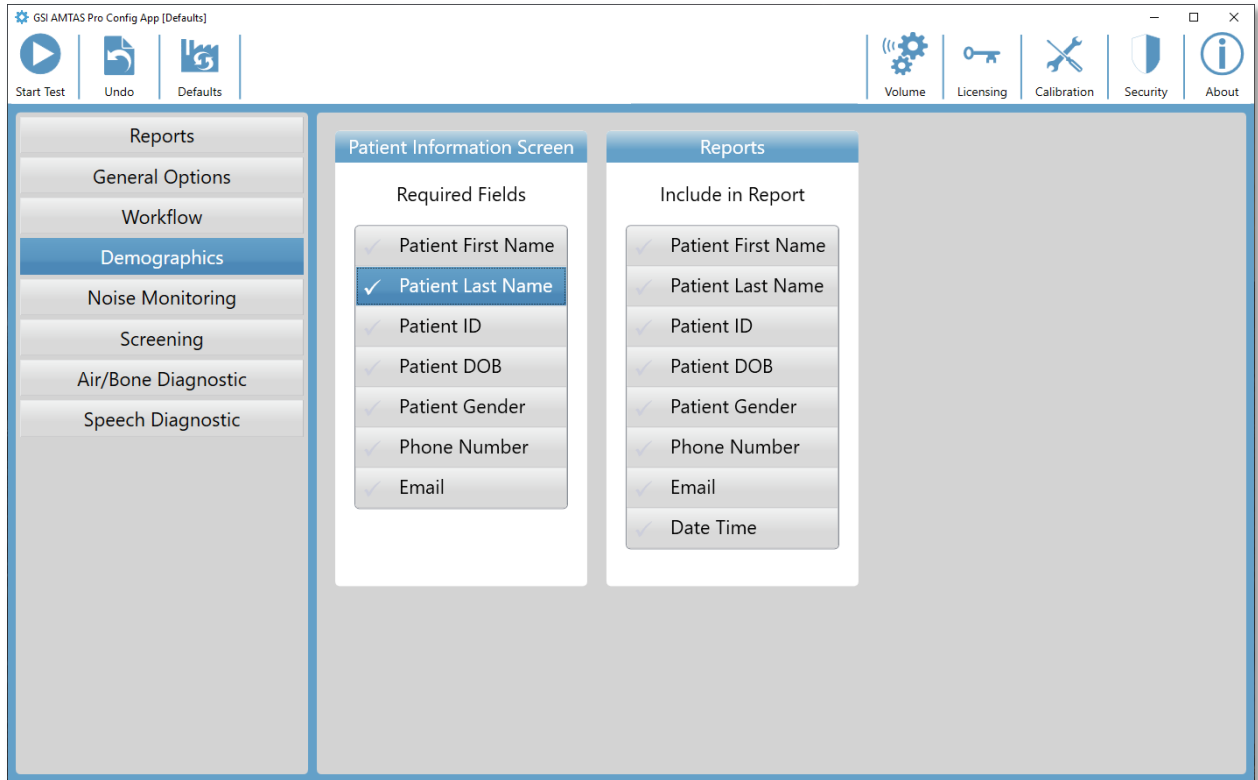 GSI AMTAS Pro Config App [Defaults]
Start Test
Undo
Defaults
Volume
Licensing
Calibration
Security
About
Reports
General Options
Workflow
Demographics
Noise Monitoring
Screening
Air/Bone Diagnostic
Speech Diagnostic
Patient Information Screen
Required Fields
Patient First Name
Patient Last Name
Patient ID
Patient DOB
Patient Gender
Phone Number
Email
Reports
Include in Report
Patient First Name
Patient Last Name
Patient ID
Patient DOB
Patient Gender
Phone Number
Email
Date Time